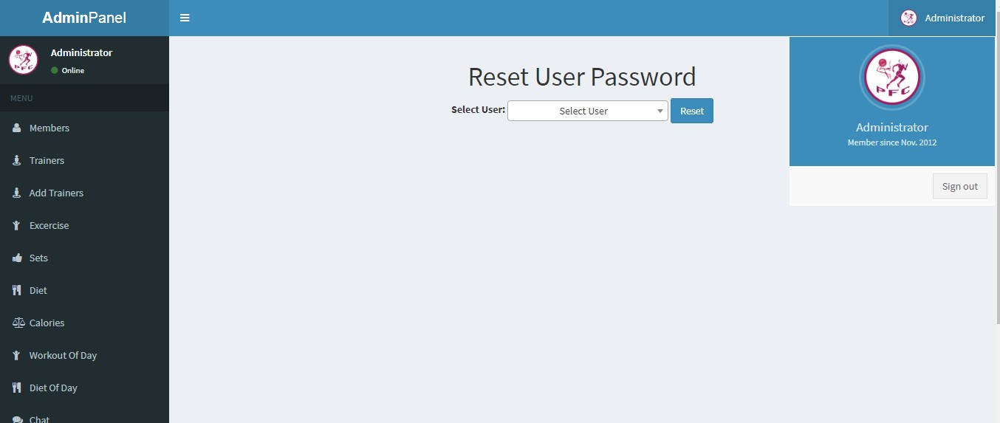 AdminPanel
Administrator
Administrator
Online
MENU
Members
Trainers
Add Trainers
Excercise
Sets
Diet
Calories
Workout Of Day
Diet Of Day
Chat
Reset User Password
Select User: Select User Reset
PFC
PFC
Administrator
Member since Nov. 2012
Sign out